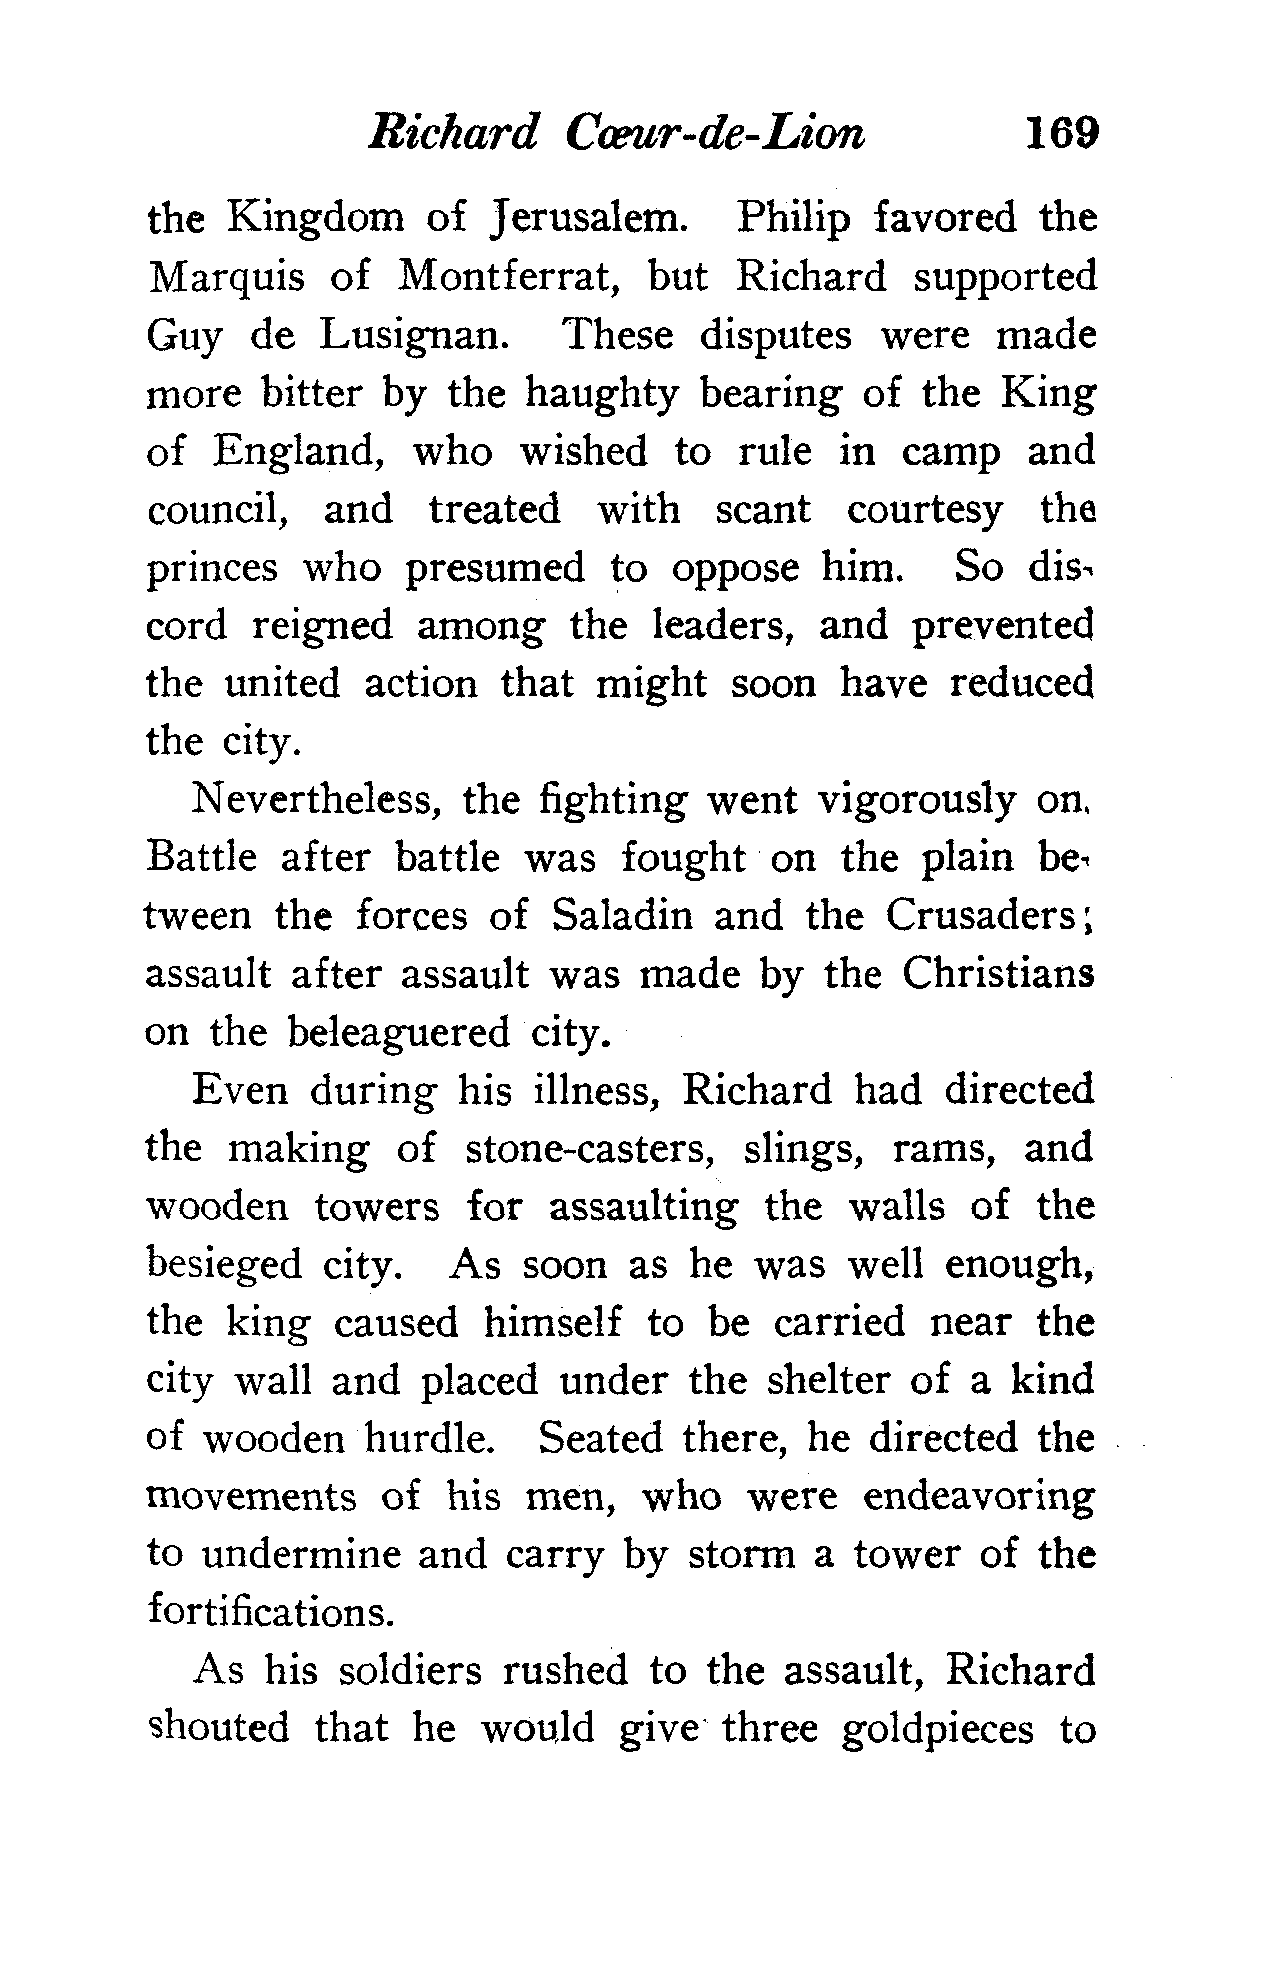 Richard Cœur-de-Lion 169
the Kingdom of Jerusalem. Philip favored the
Marquis of Montferrat, but Richard supported
Guy de Lusignan. These disputes were made
more bitter by the haughty bearing of the King
of England, who wished to rule in camp and
council, and treated with scant courtesy the
princes who presumed to oppose him. So dis-
cord reigned among the leaders, and prevented
the united action that might soon have reduced
the city.
Nevertheless, the fighting went vigorously on.
Battle after battle was fought on the plain be-
tween the forces of Saladin and the Crusaders;
assault after assault was made by the Christians
on the beleaguered city.
Even during his illness, Richard had directed
the making of stone-casters, slings, rams, and
wooden towers for assaulting the walls of the
besieged city. As soon as he was well enough,
the king caused himself to be carried near the
city wall and placed under the shelter of a kind
of wooden hurdle. Seated there, he directed the
movements of his men, who were endeavoring
to undermine and carry by storm a tower of the
fortifications.
As his soldiers rushed to the assault, Richard
shouted that he would give three goldpieces to